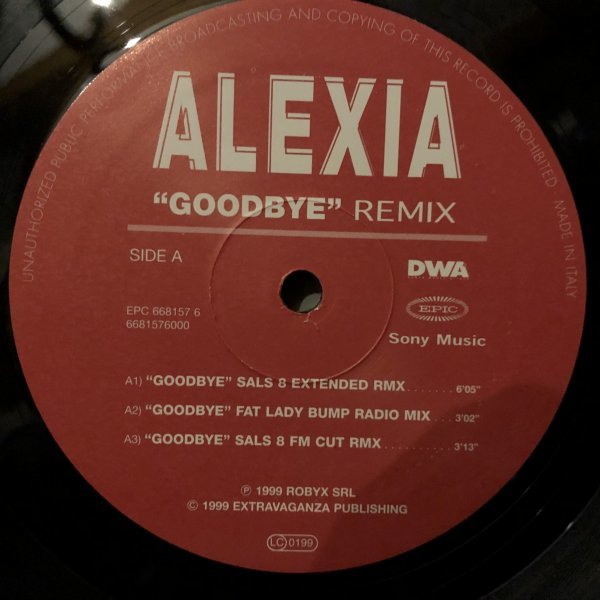 UNAUTHORIZED PUBLIC PERFORMANCE BROADCASTING AND COPYING OF THIS RECORD IS PROHIBITED MADE IN ITALY
ALEXIA
“GOODBYE” REMIX
SIDE A
DWA
EPC 668157 6
6681576000
EPIC
Sony Music
A1) “GOODBYE” SALS 8 EXTENDED RMX....... 6'05"
A2) “GOODBYE” FAT LADY BUMP RADIO MIX... 3'02"
A3) “GOODBYE” SALS 8 FM CUT RMX.......... 3'13"
Ⓟ 1999 ROBYX SRL
© 1999 EXTRAVAGANZA PUBLISHING
LC 0199